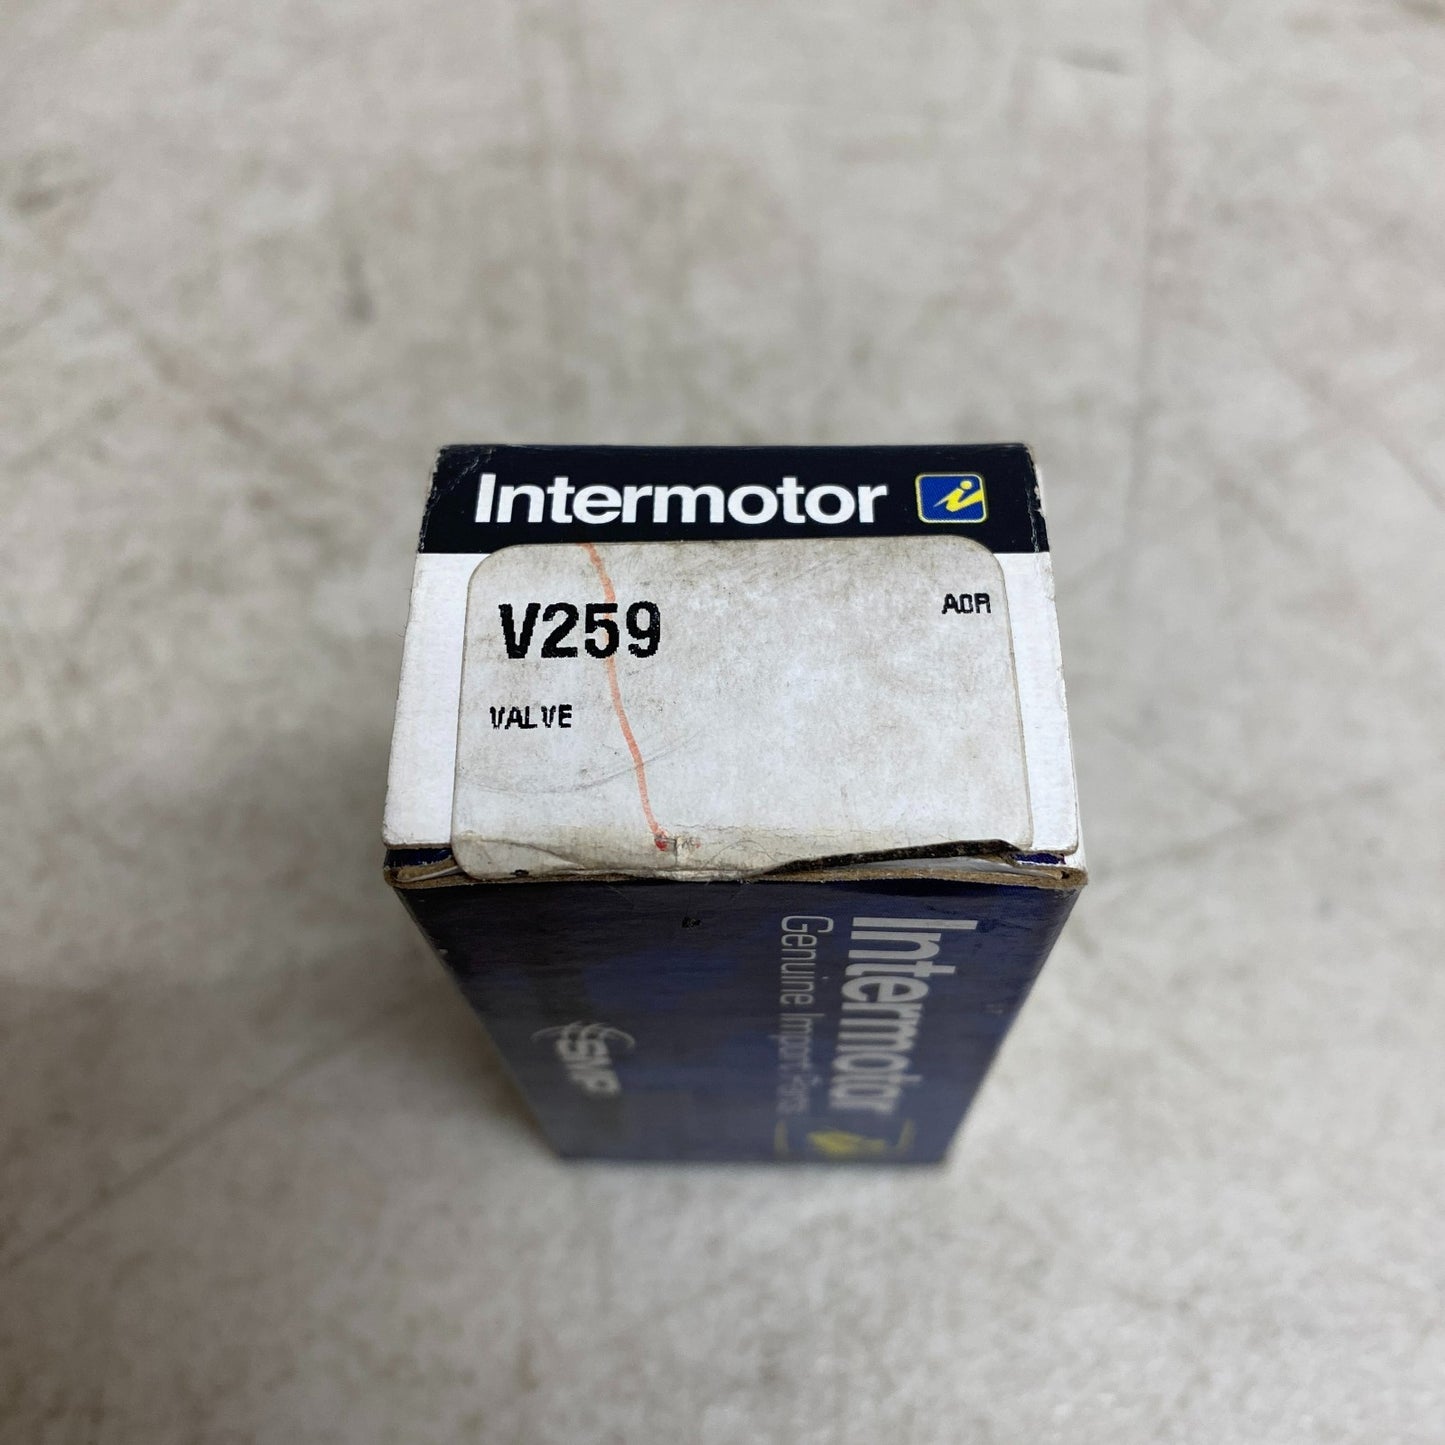 Intermotor
V259
AOR
VALVE
Intermotor
Genuine Import Parts
SMP